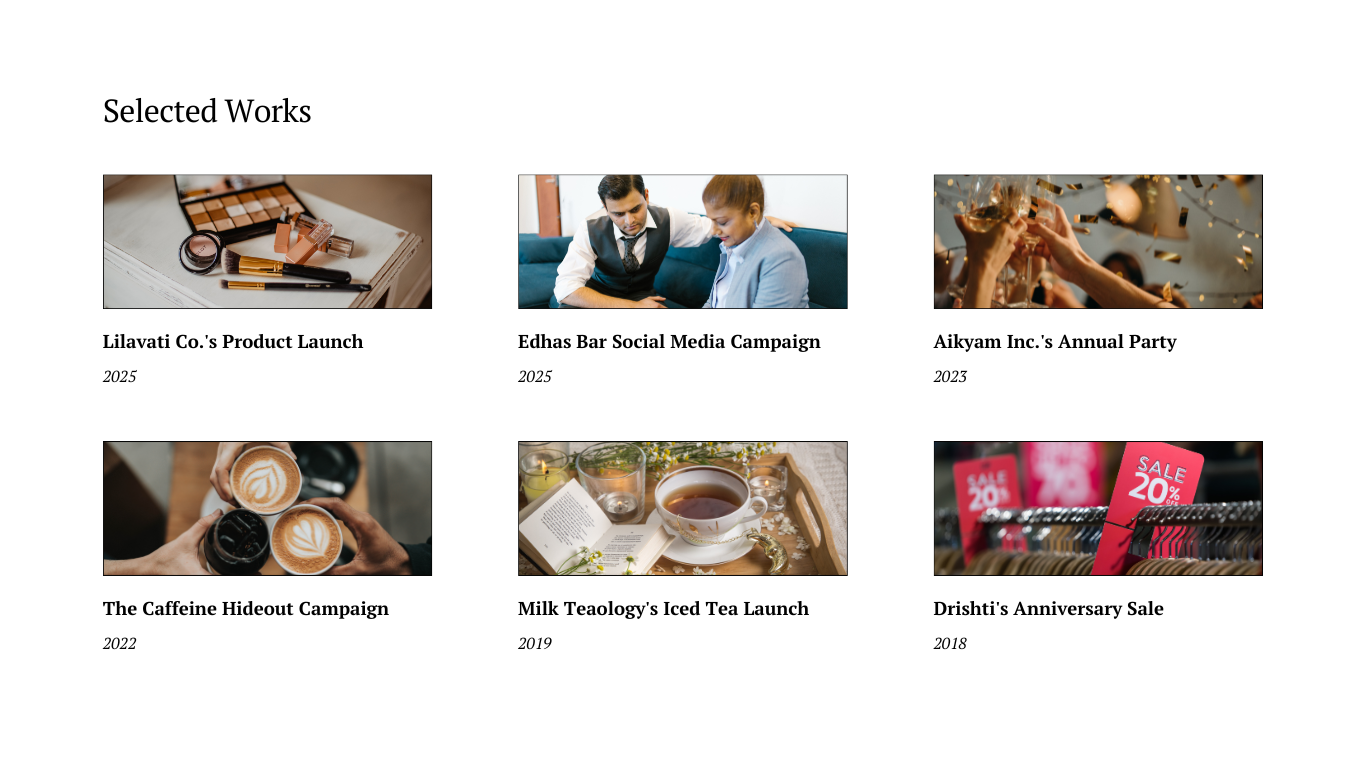 Selected Works
Lilavati Co.'s Product Launch
2025
Edhas Bar Social Media Campaign
2025
Aikyam Inc.'s Annual Party
2023
SALE
20%
SALE
20%
The Caffeine Hideout Campaign
2022
Milk Teaology's Iced Tea Launch
2019
Drishti's Anniversary Sale
2018